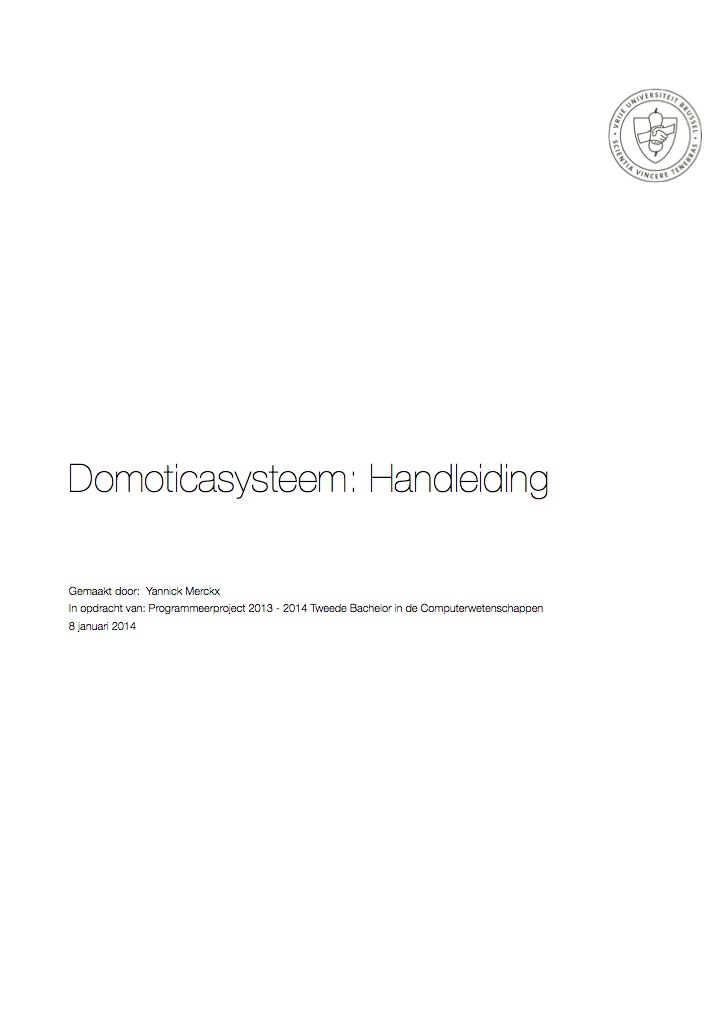 VRIJE UNIVERSITEIT BRUSSEL
SCIENTIA VINCERE TENEBRAS
Domoticasysteem: Handleiding
Gemaakt door: Yannick Merckx
In opdracht van: Programmeerproject 2013 - 2014 Tweede Bachelor in de Computerwetenschappen
8 januari 2014